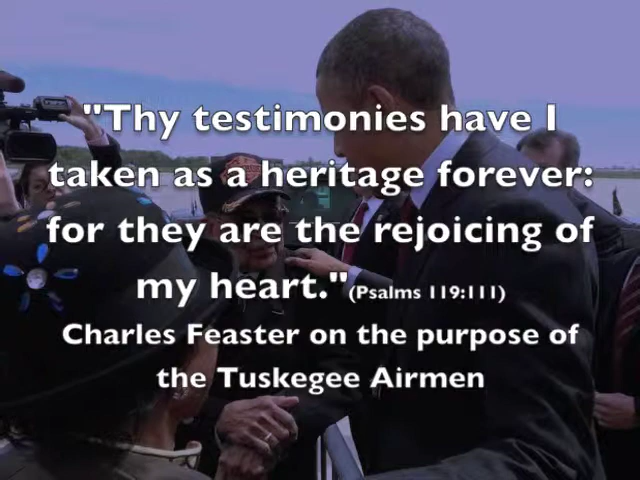 "Thy testimonies have I
taken as a heritage forever:
for they are the rejoicing of
my heart."(Psalms 119:111)
Charles Feaster on the purpose of
the Tuskegee Airmen